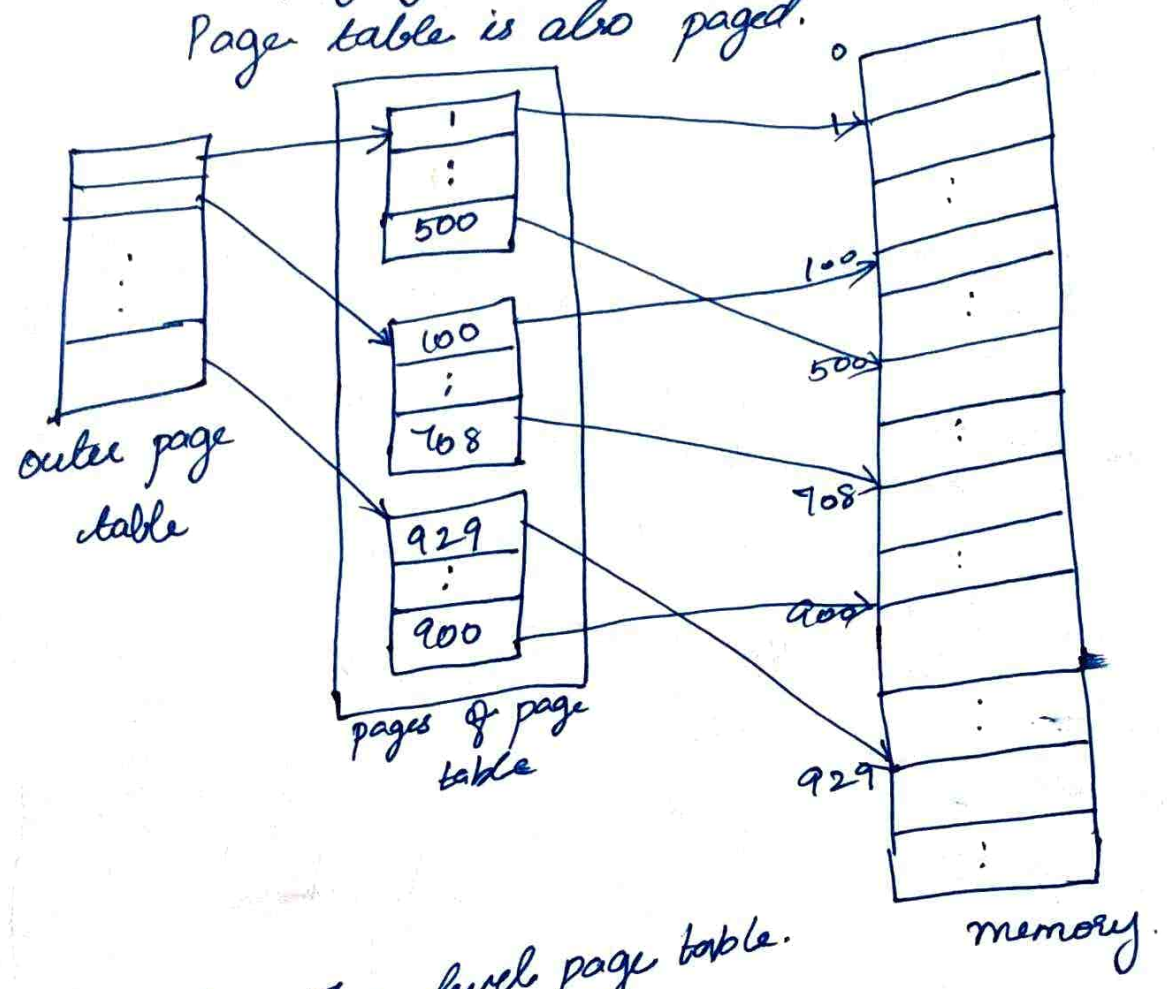 Page table is also paged.
0
1
1
⋮
500
100
⋮
500
100
⋮
708
708
929
⋮
900
900
929
outer page
table
pages of page
table
memory.
level page table.